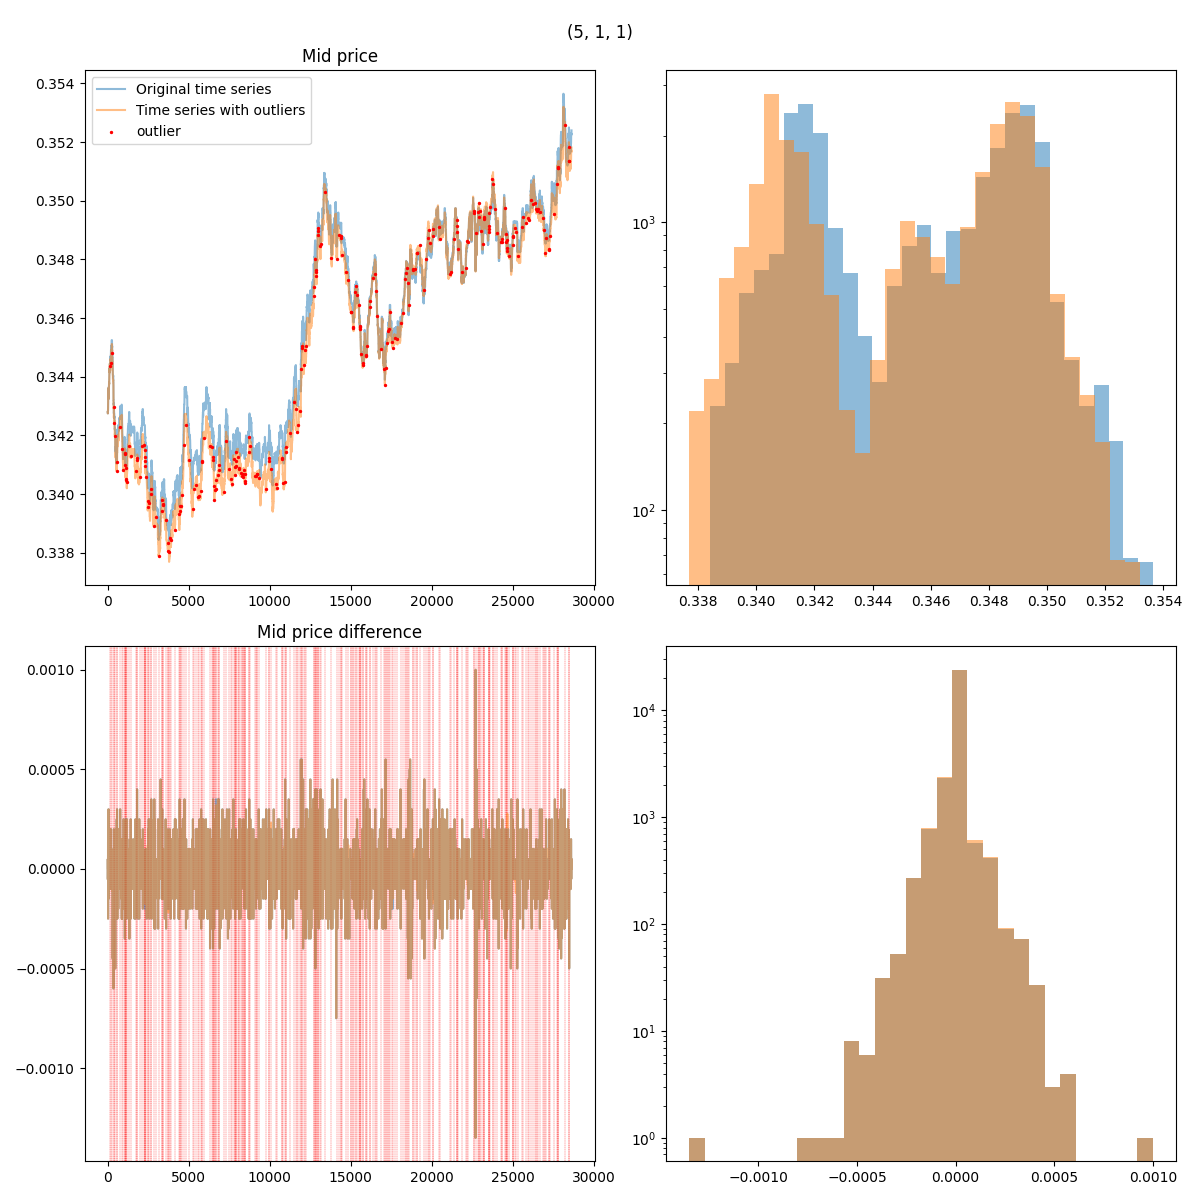 (5, 1, 1)
Mid price
0.354
0.352
0.350
0.348
0.346
0.344
0.342
0.340
0.338
Original time series
Time series with outliers
outlier
0 5000 10000 15000 20000 25000 30000
10³
10²
0.338 0.340 0.342 0.344 0.346 0.348 0.350 0.352 0.354
Mid price difference
0.0010
0.0005
0.0000
−0.0005
−0.0010
0 5000 10000 15000 20000 25000 30000
10⁴
10³
10²
10¹
10⁰
−0.0010 −0.0005 0.0000 0.0005 0.0010